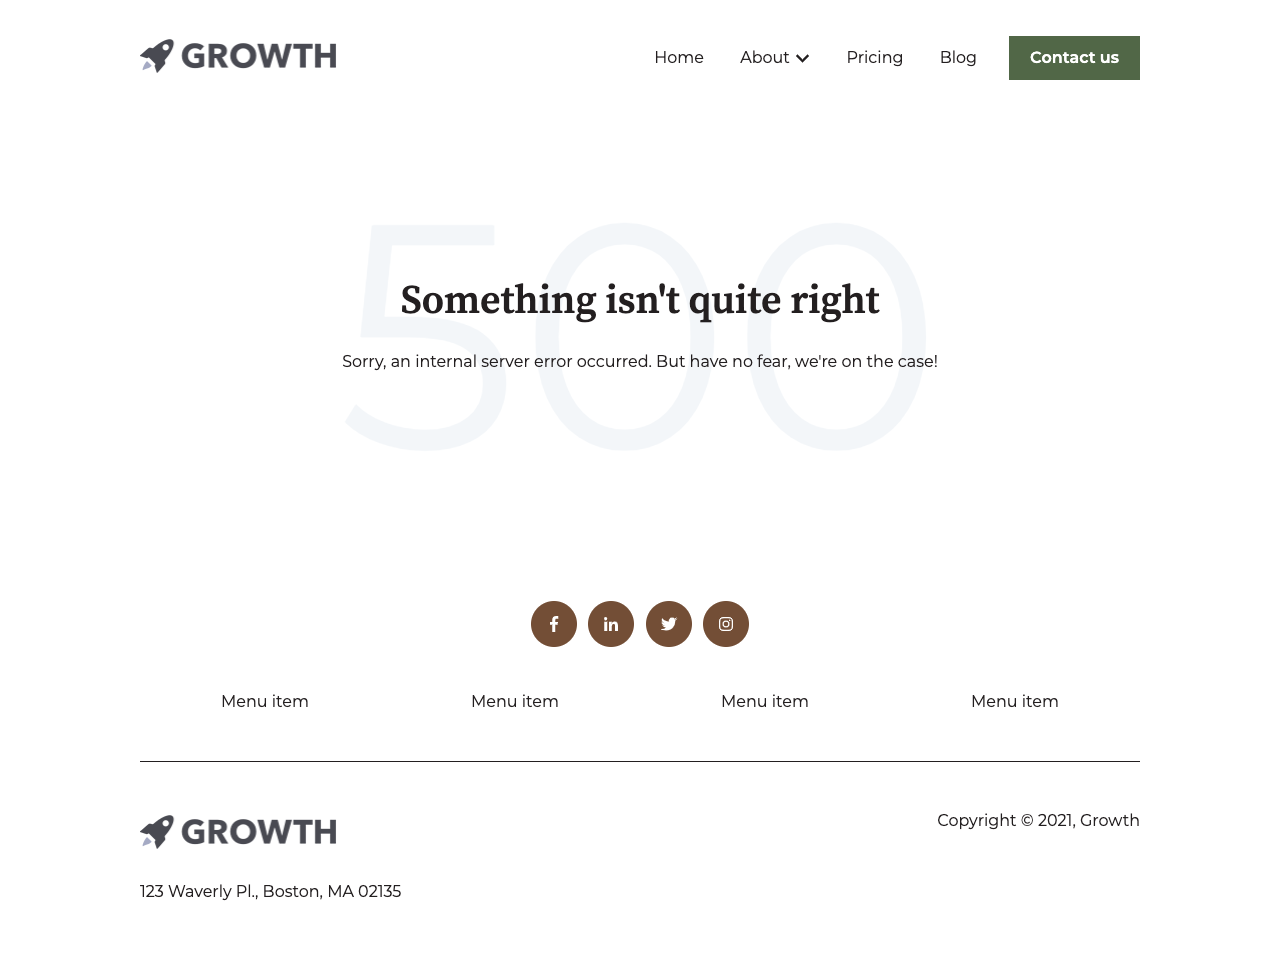 GROWTH
Home About Pricing Blog Contact us
500
Something isn't quite right
Sorry, an internal server error occurred. But have no fear, we're on the case!
Menu item Menu item Menu item Menu item
GROWTH
Copyright © 2021, Growth
123 Waverly Pl., Boston, MA 02135